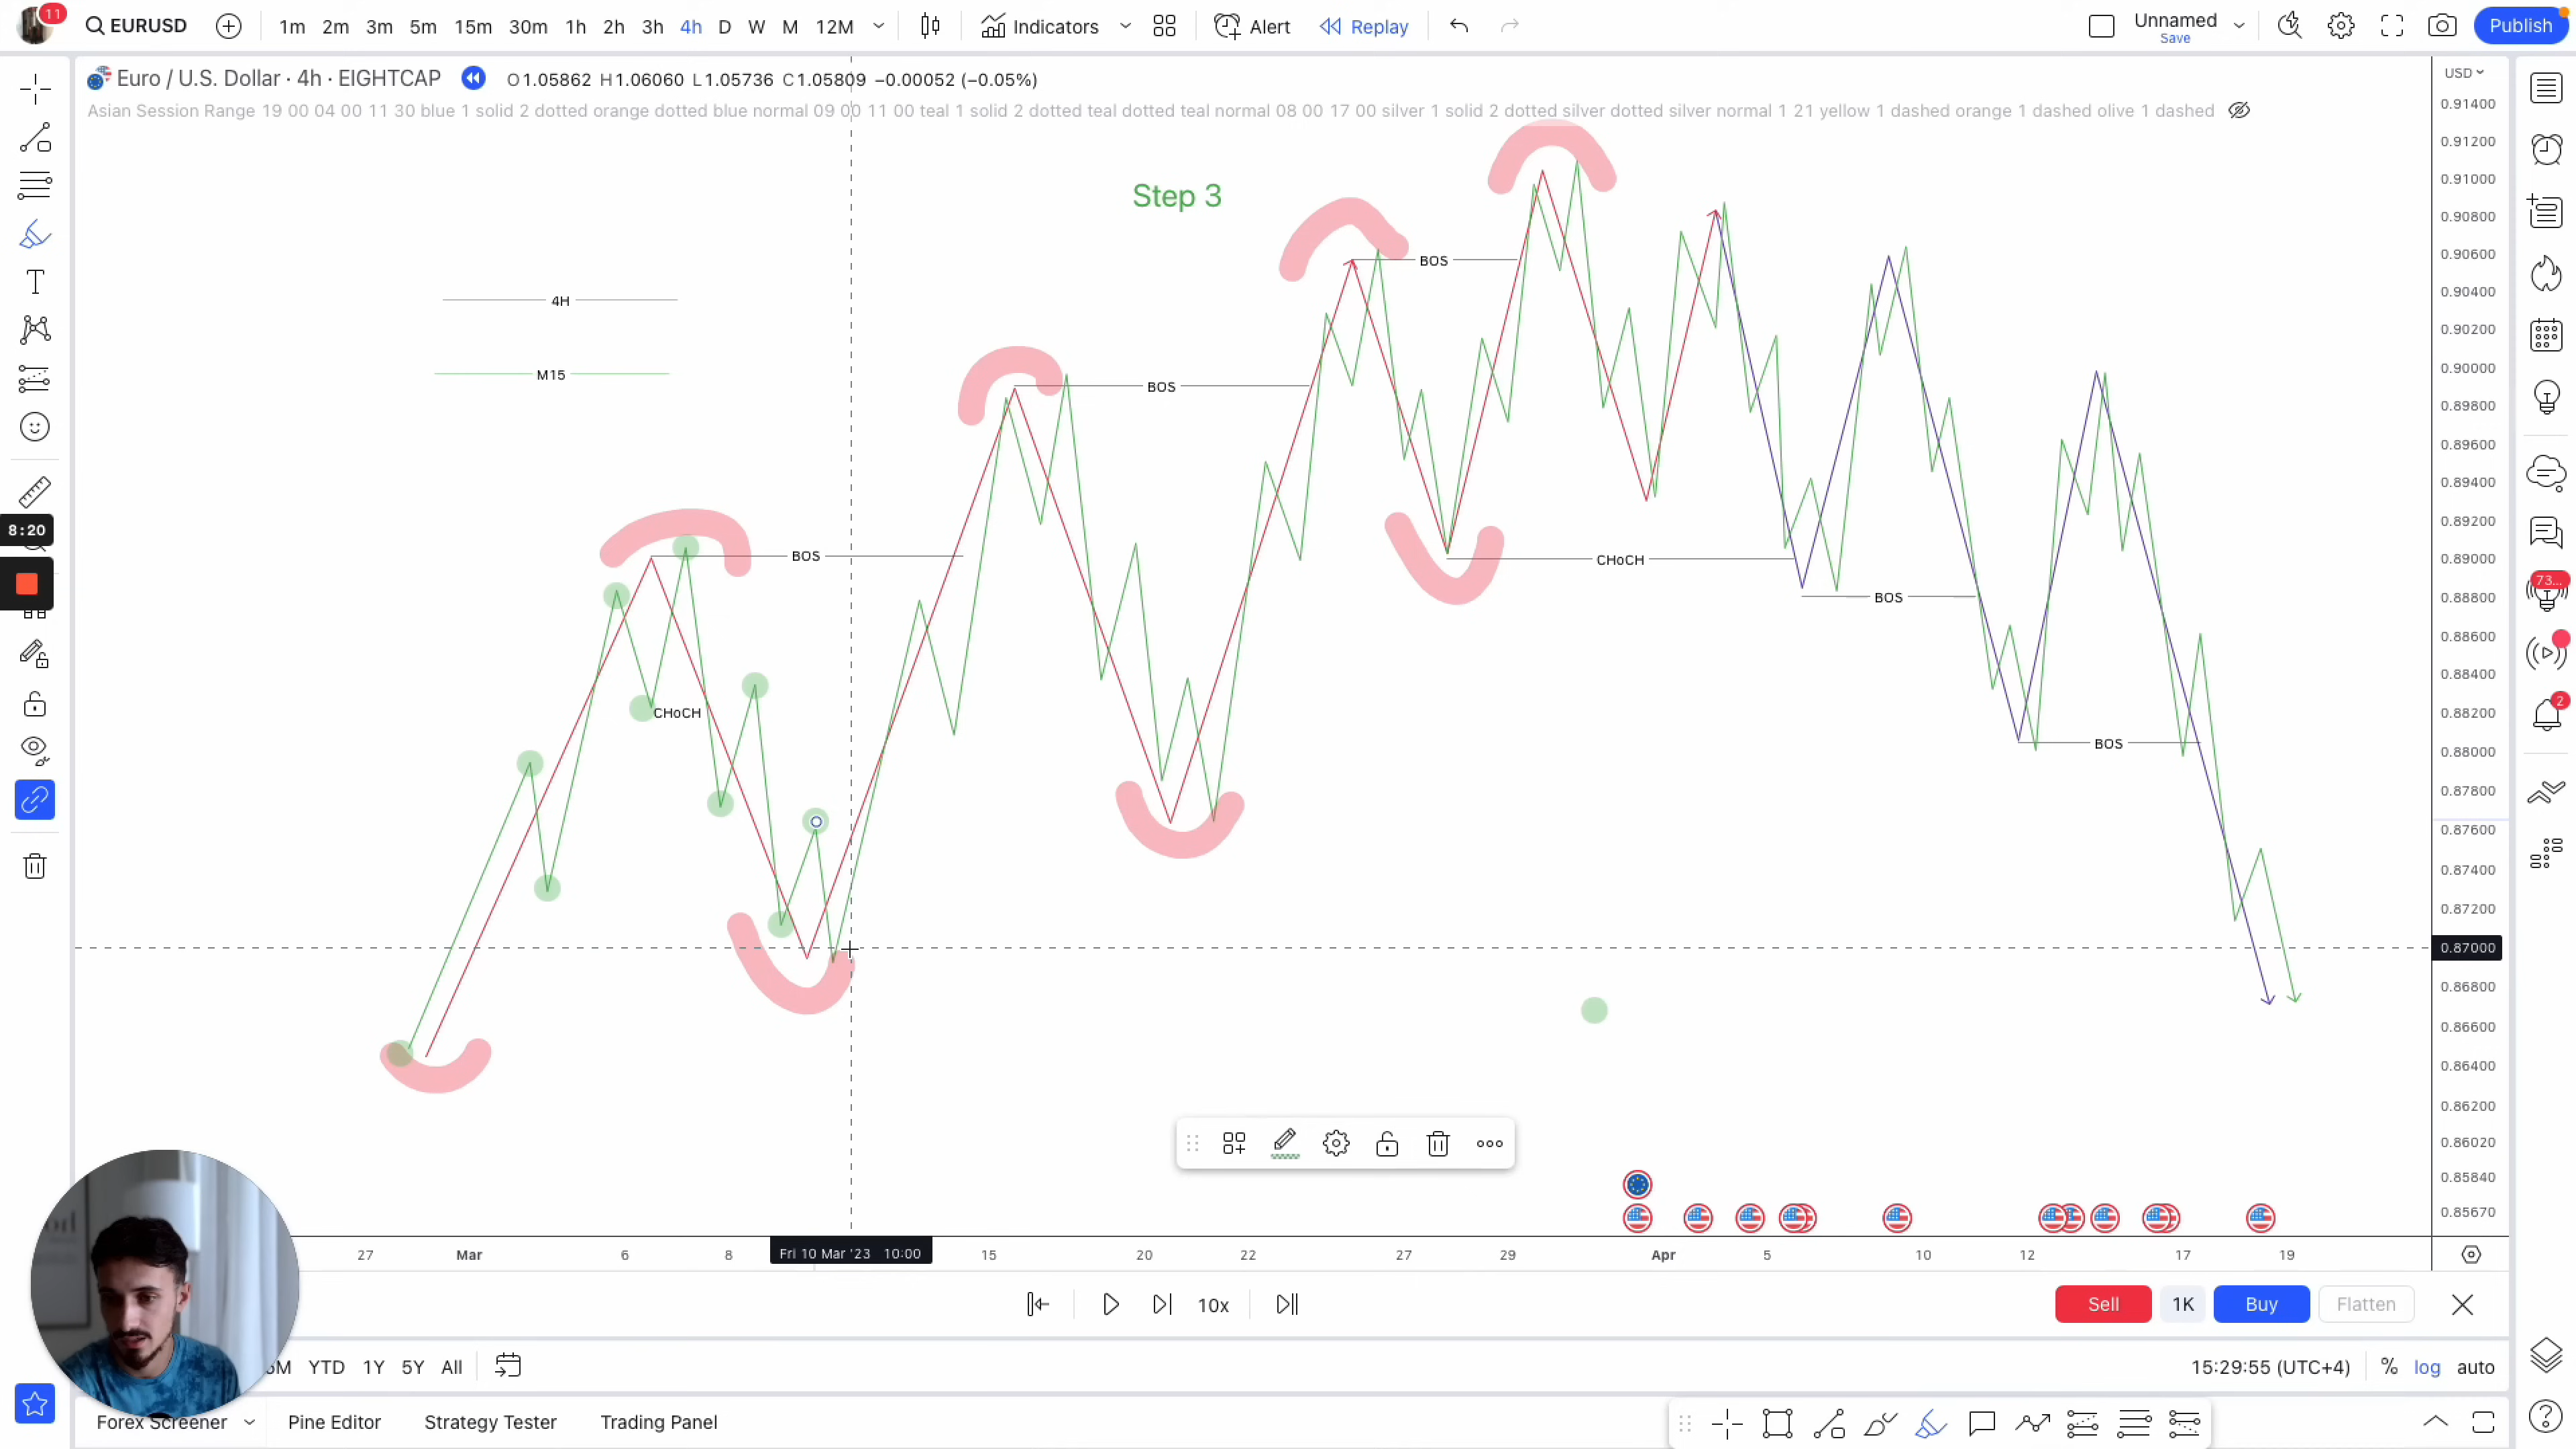 11
EURUSD
1m 2m 3m 5m 15m 30m 1h 2h 3h 4h D W M 12M
Indicators
Alert
Replay
Unnamed
Save
Publish
Euro / U.S. Dollar · 4h · EIGHTCAP
O1.05862 H1.06060 L1.05736 C1.05809 −0.00052 (−0.05%)
Asian Session Range 19 00 04 00 11 30 blue 1 solid 2 dotted orange dotted blue normal 09 00 11 00 teal 1 solid 2 dotted teal dotted teal normal 08 00 17 00 silver 1 solid 2 dotted silver dotted silver normal 1 21 yellow 1 dashed orange 1 dashed olive 1 dashed
USD
0.91400
0.91200
0.91000
0.90800
0.90600
0.90400
0.90200
0.90000
0.89800
0.89600
0.89400
0.89200
0.89000
0.88800
0.88600
0.88400
0.88200
0.88000
0.87800
0.87600
0.87400
0.87200
0.87000
0.86800
0.86600
0.86400
0.86200
0.86020
0.85840
0.85670
Step 3
4H
M15
BOS
BOS
BOS
CHoCH
CHoCH
BOS
BOS
8:20
73...
2
27 Mar 6 8 Fri 10 Mar '23 10:00 15 20 22 27 29 Apr 5 10 12 17 19
10x
Sell
1K
Buy
Flatten
YTD 1Y 5Y All
15:29:55 (UTC+4)
% log auto
Forex Screener
Pine Editor
Strategy Tester
Trading Panel